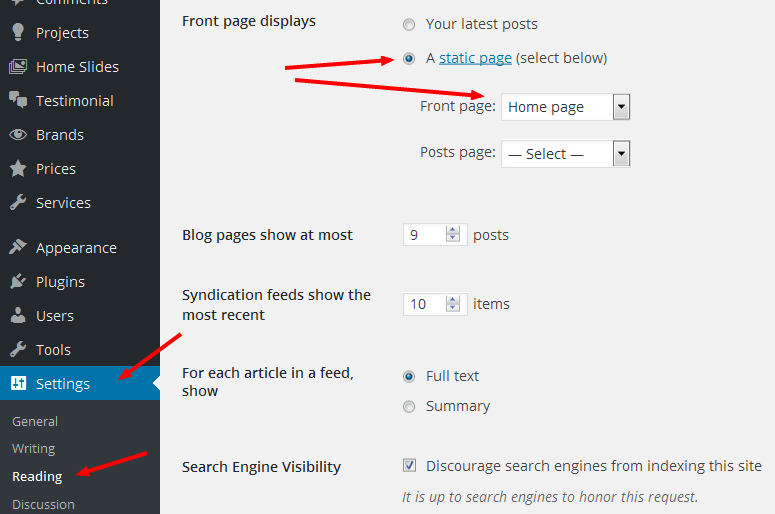 Comments
Projects
Home Slides
Testimonial
Brands
Prices
Services
Appearance
Plugins
Users
Tools
Settings
General
Writing
Reading
Discussion
Front page displays
Your latest posts
A static page (select below)
Front page: Home page
Posts page: — Select —
Blog pages show at most 9 posts
Syndication feeds show the
most recent 10 items
For each article in a feed,
show
Full text
Summary
Search Engine Visibility
Discourage search engines from indexing this site
It is up to search engines to honor this request.